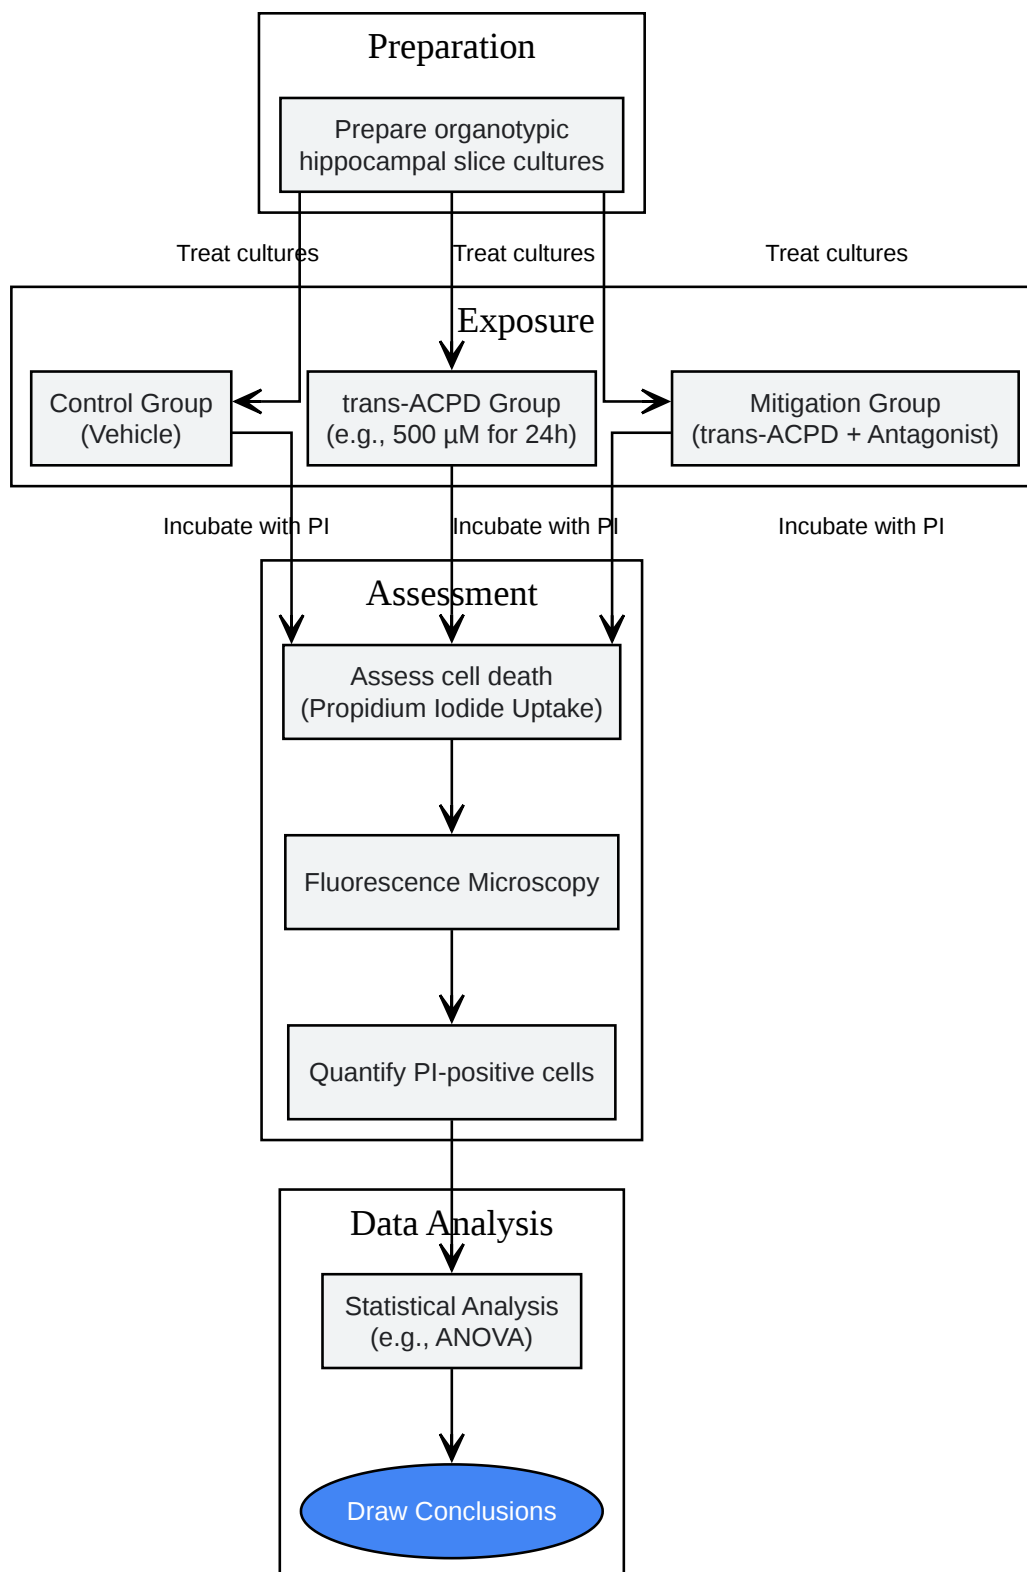 Preparation
Prepare organotypic
hippocampal slice cultures
Treat cultures
Treat cultures
Treat cultures
Exposure
Control Group
(Vehicle)
trans-ACPD Group
(e.g., 500 µM for 24h)
Mitigation Group
(trans-ACPD + Antagonist)
Incubate with PI
Incubate with PI
Incubate with PI
Assessment
Assess cell death
(Propidium Iodide Uptake)
Fluorescence Microscopy
Quantify PI-positive cells
Data Analysis
Statistical Analysis
(e.g., ANOVA)
Draw Conclusions